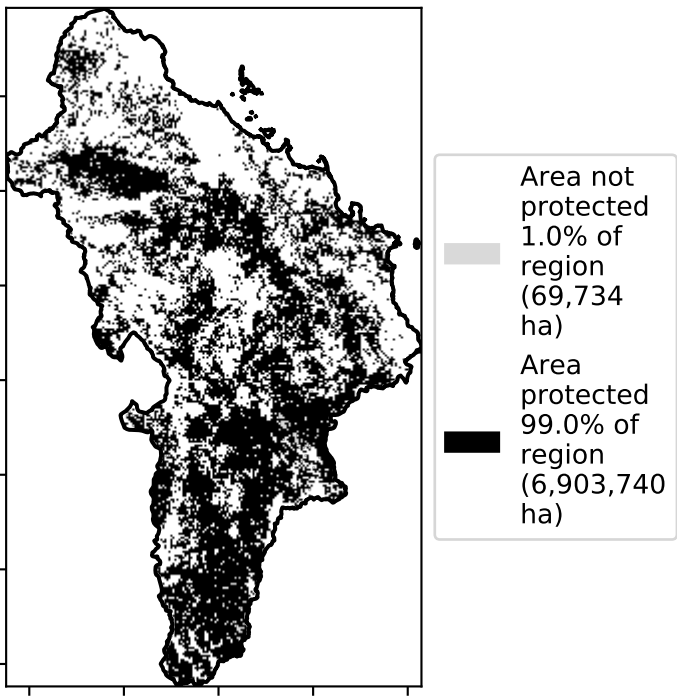 Area not
protected
1.0% of
region
(69,734
ha)
Area
protected
99.0% of
region
(6,903,740
ha)